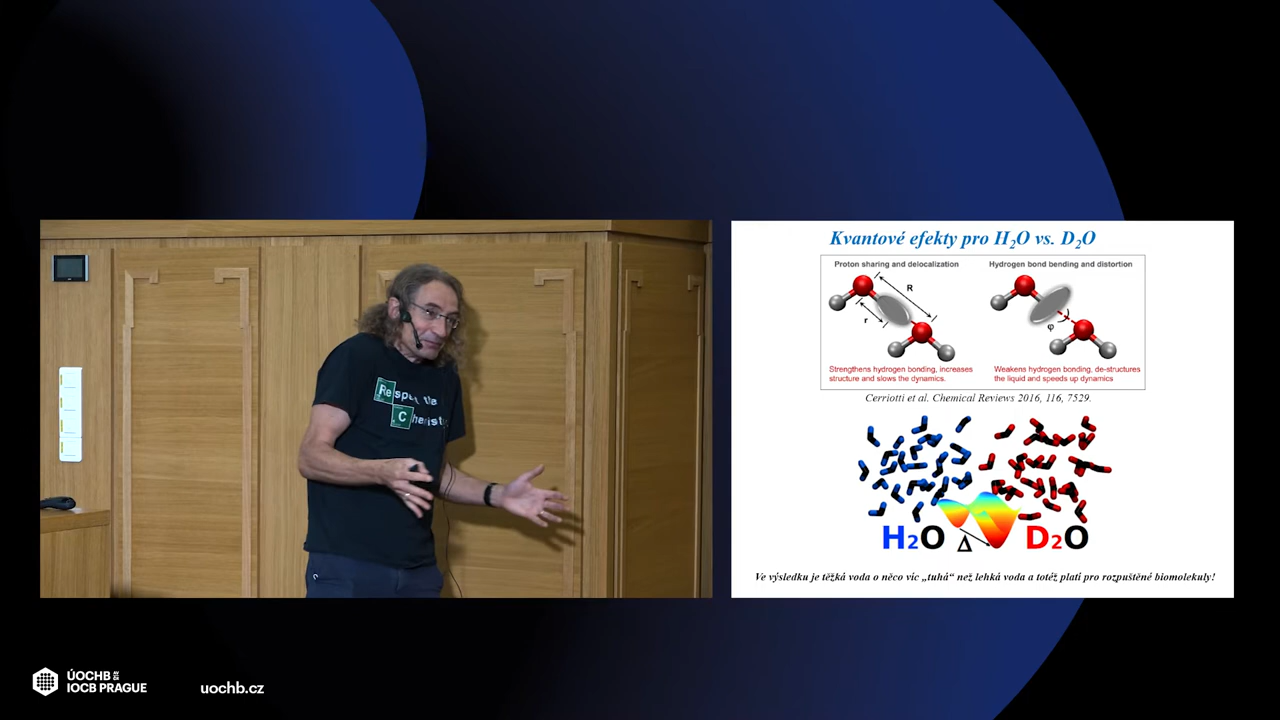 Respect the
Chemist
Kvantové efekty pro H₂O vs. D₂O
Proton sharing and delocalization
Hydrogen bond bending and distortion
R
r
φ
Strengthens hydrogen bonding, increases
structure and slows the dynamics.
Weakens hydrogen bonding, de-structures
the liquid and speeds up dynamics
Cerriotti et al. Chemical Reviews 2016, 116, 7529.
H₂O Δ D₂O
Ve výsledku je těžká voda o něco víc „tuhá“ než lehká voda a totéž platí pro rozpuštěné biomolekuly!
ÚOCHB
IOCB PRAGUE
uochb.cz